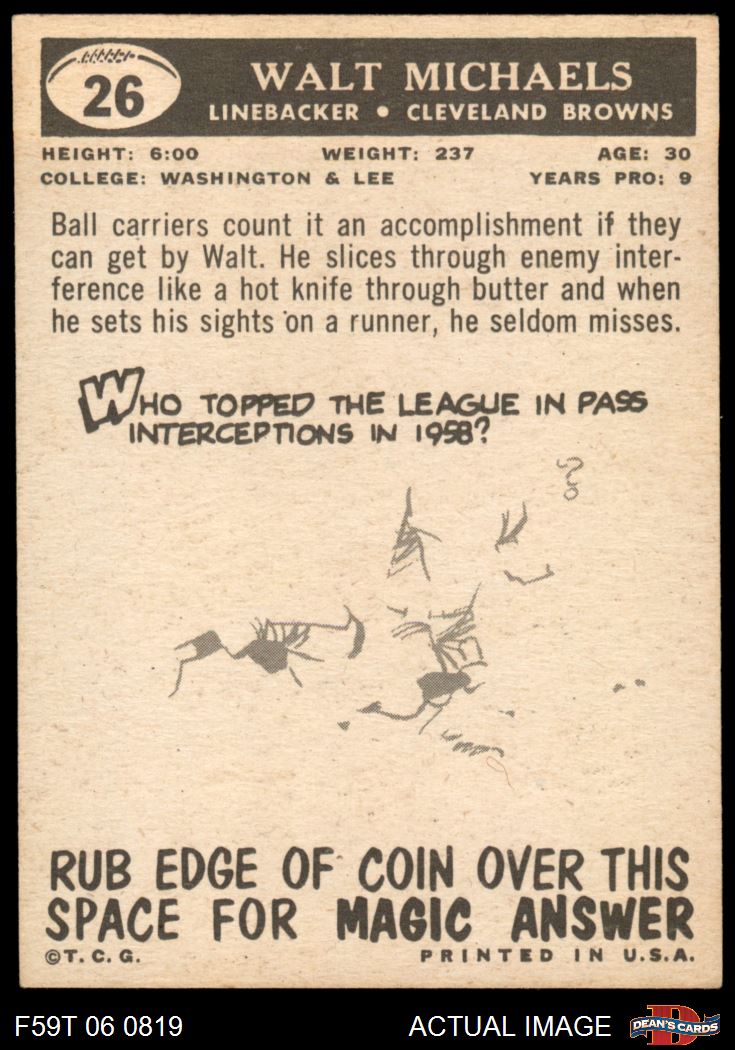 26
WALT MICHAELS
LINEBACKER • CLEVELAND BROWNS
HEIGHT: 6:00 WEIGHT: 237 AGE: 30
COLLEGE: WASHINGTON & LEE YEARS PRO: 9
Ball carriers count it an accomplishment if they
can get by Walt. He slices through enemy inter-
ference like a hot knife through butter and when
he sets his sights on a runner, he seldom misses.
WHO TOPPED THE LEAGUE IN PASS
INTERCEPTIONS IN 1958?
?
RUB EDGE OF COIN OVER THIS
SPACE FOR MAGIC ANSWER
©T.C.G. PRINTED IN U.S.A.
F59T 06 0819 ACTUAL IMAGE D DEAN'S CARDS